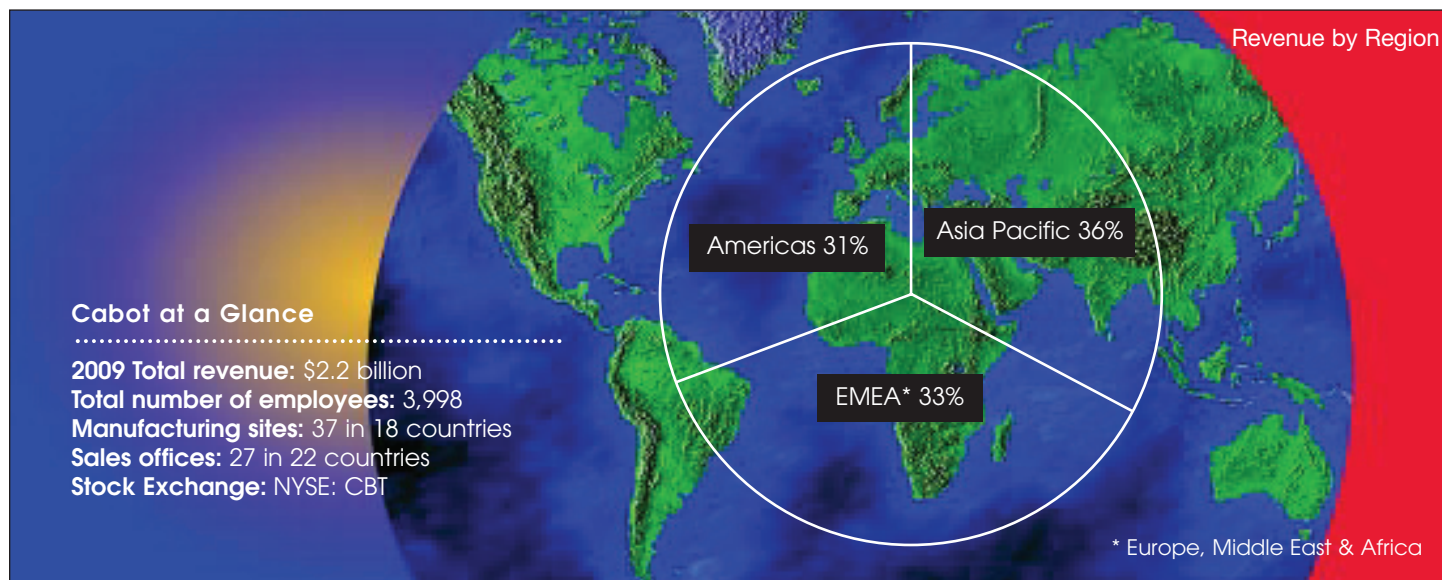 Revenue by Region
Americas 31%
Asia Pacific 36%
EMEA* 33%
Cabot at a Glance
2009 Total revenue: $2.2 billion
Total number of employees: 3,998
Manufacturing sites: 37 in 18 countries
Sales offices: 27 in 22 countries
Stock Exchange: NYSE: CBT
* Europe, Middle East & Africa